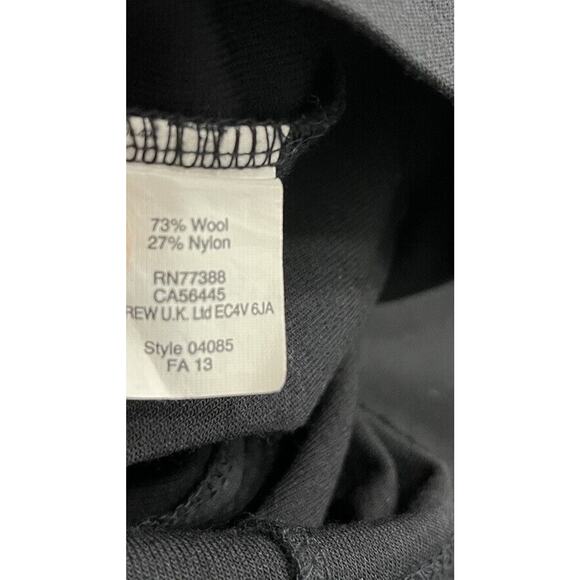 73% Wool
27% Nylon
RN77388
CA56445
REW U.K. Ltd EC4V 6JA
Style 04085
FA 13